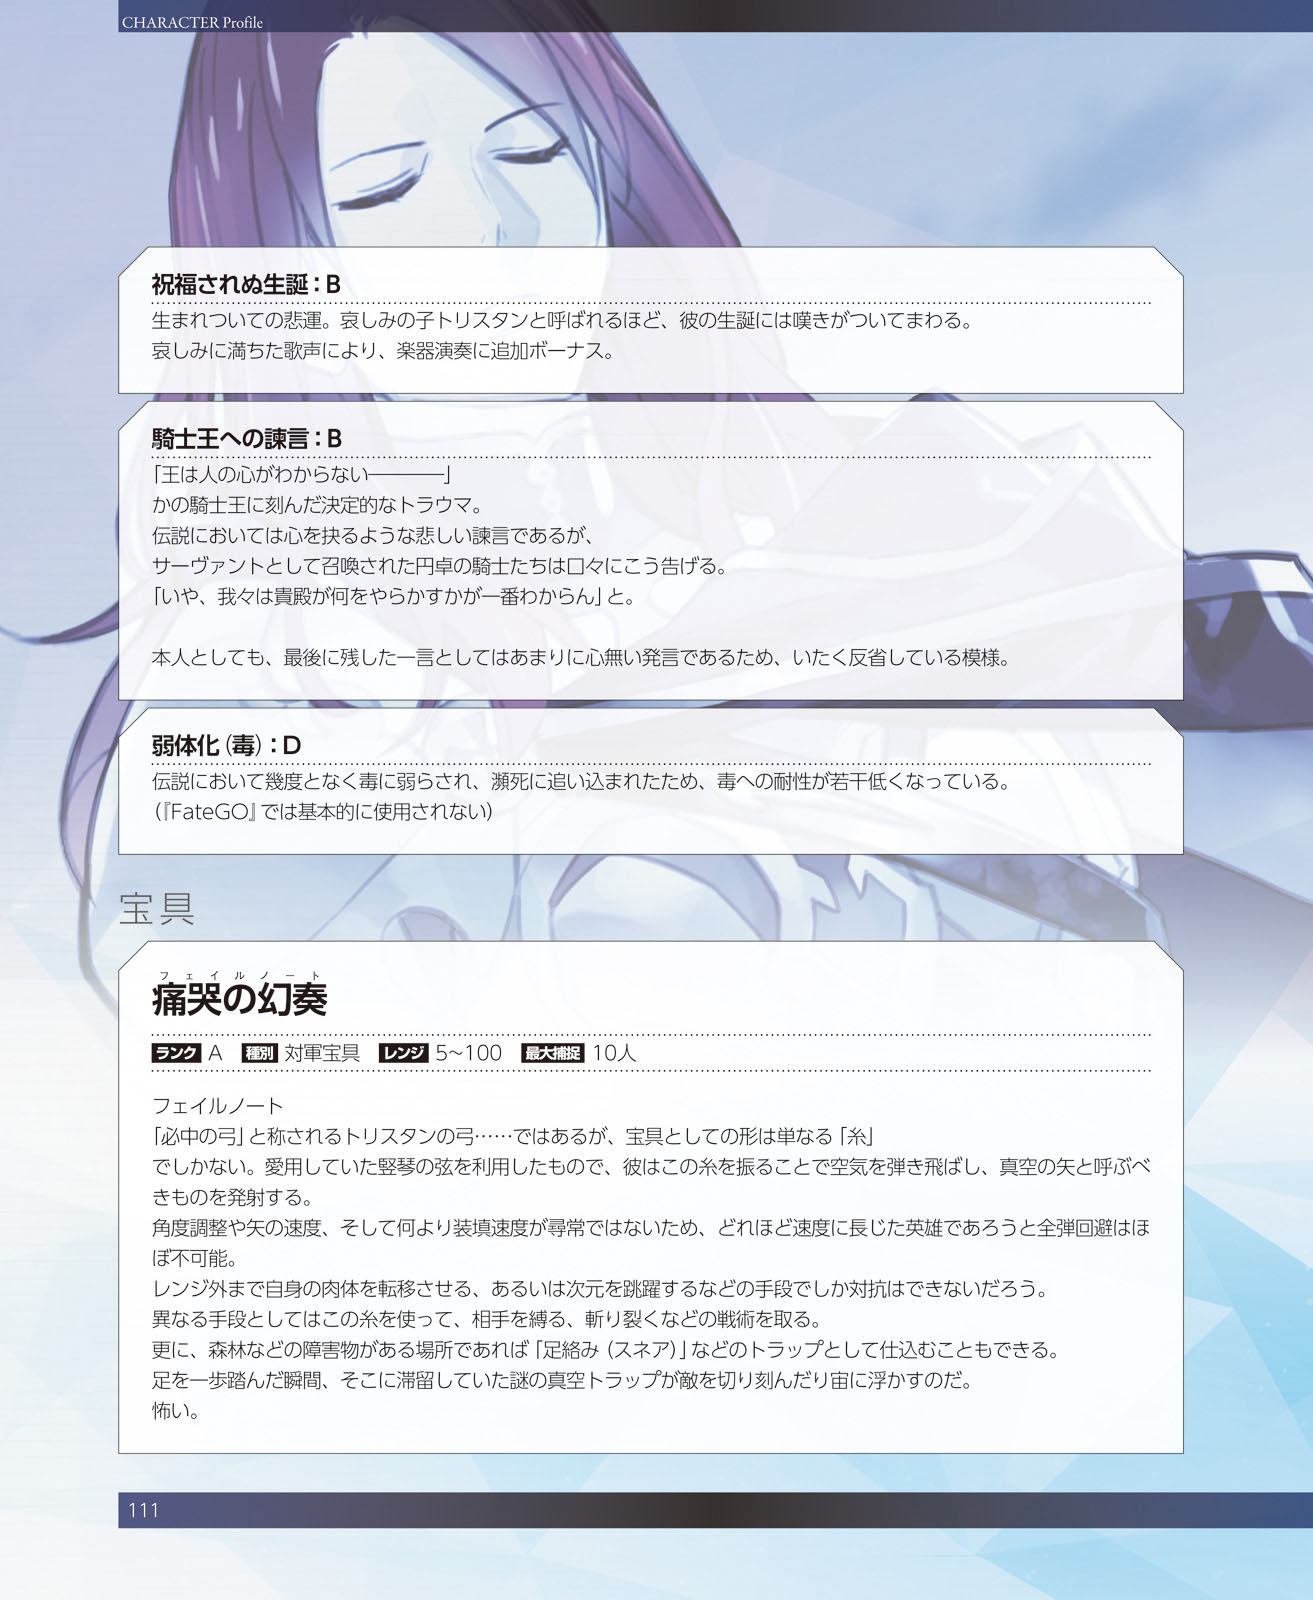 CHARACTER Profile
祝福されぬ生誕：B
生まれついての悲運。哀しみの子トリスタンと呼ばれるほど、彼の生誕には嘆きがついてまわる。
哀しみに満ちた歌声により、楽器演奏に追加ボーナス。
騎士王への諫言：B
「王は人の心がわからない――――」
かの騎士王に刻んだ決定的なトラウマ。
伝説においては心を抉るような悲しい諫言であるが、
サーヴァントとして召喚された円卓の騎士たちは口々にこう告げる。
「いや、我々は貴殿が何をやらかすかが一番わからん」と。
本人としても、最後に残した一言としてはあまりに心無い発言であるため、いたく反省している模様。
弱体化（毒）：D
伝説において幾度となく毒に弱らされ、瀕死に追い込まれたため、毒への耐性が若干低くなっている。
（『FateGO』では基本的に使用されない）
宝具
フェイルノート
痛哭の幻奏
ランク A 種別 対軍宝具 レンジ 5~100 最大捕捉 10人
フェイルノート
「必中の弓」と称されるトリスタンの弓……ではあるが、宝具としての形は単なる「糸」
でしかない。愛用していた竪琴の弦を利用したもので、彼はこの糸を振ることで空気を弾き飛ばし、真空の矢と呼ぶべ
きものを発射する。
角度調整や矢の速度、そして何より装填速度が尋常ではないため、どれほど速度に長じた英雄であろうと全弾回避はほ
ぼ不可能。
レンジ外まで自身の肉体を転移させる、あるいは次元を跳躍するなどの手段でしか対抗はできないだろう。
異なる手段としてはこの糸を使って、相手を縛る、斬り裂くなどの戦術を取る。
更に、森林などの障害物がある場所であれば「足絡み（スネア）」などのトラップとして仕込むこともできる。
足を一歩踏んだ瞬間、そこに滞留していた謎の真空トラップが敵を切り刻んだり宙に浮かすのだ。
怖い。
111